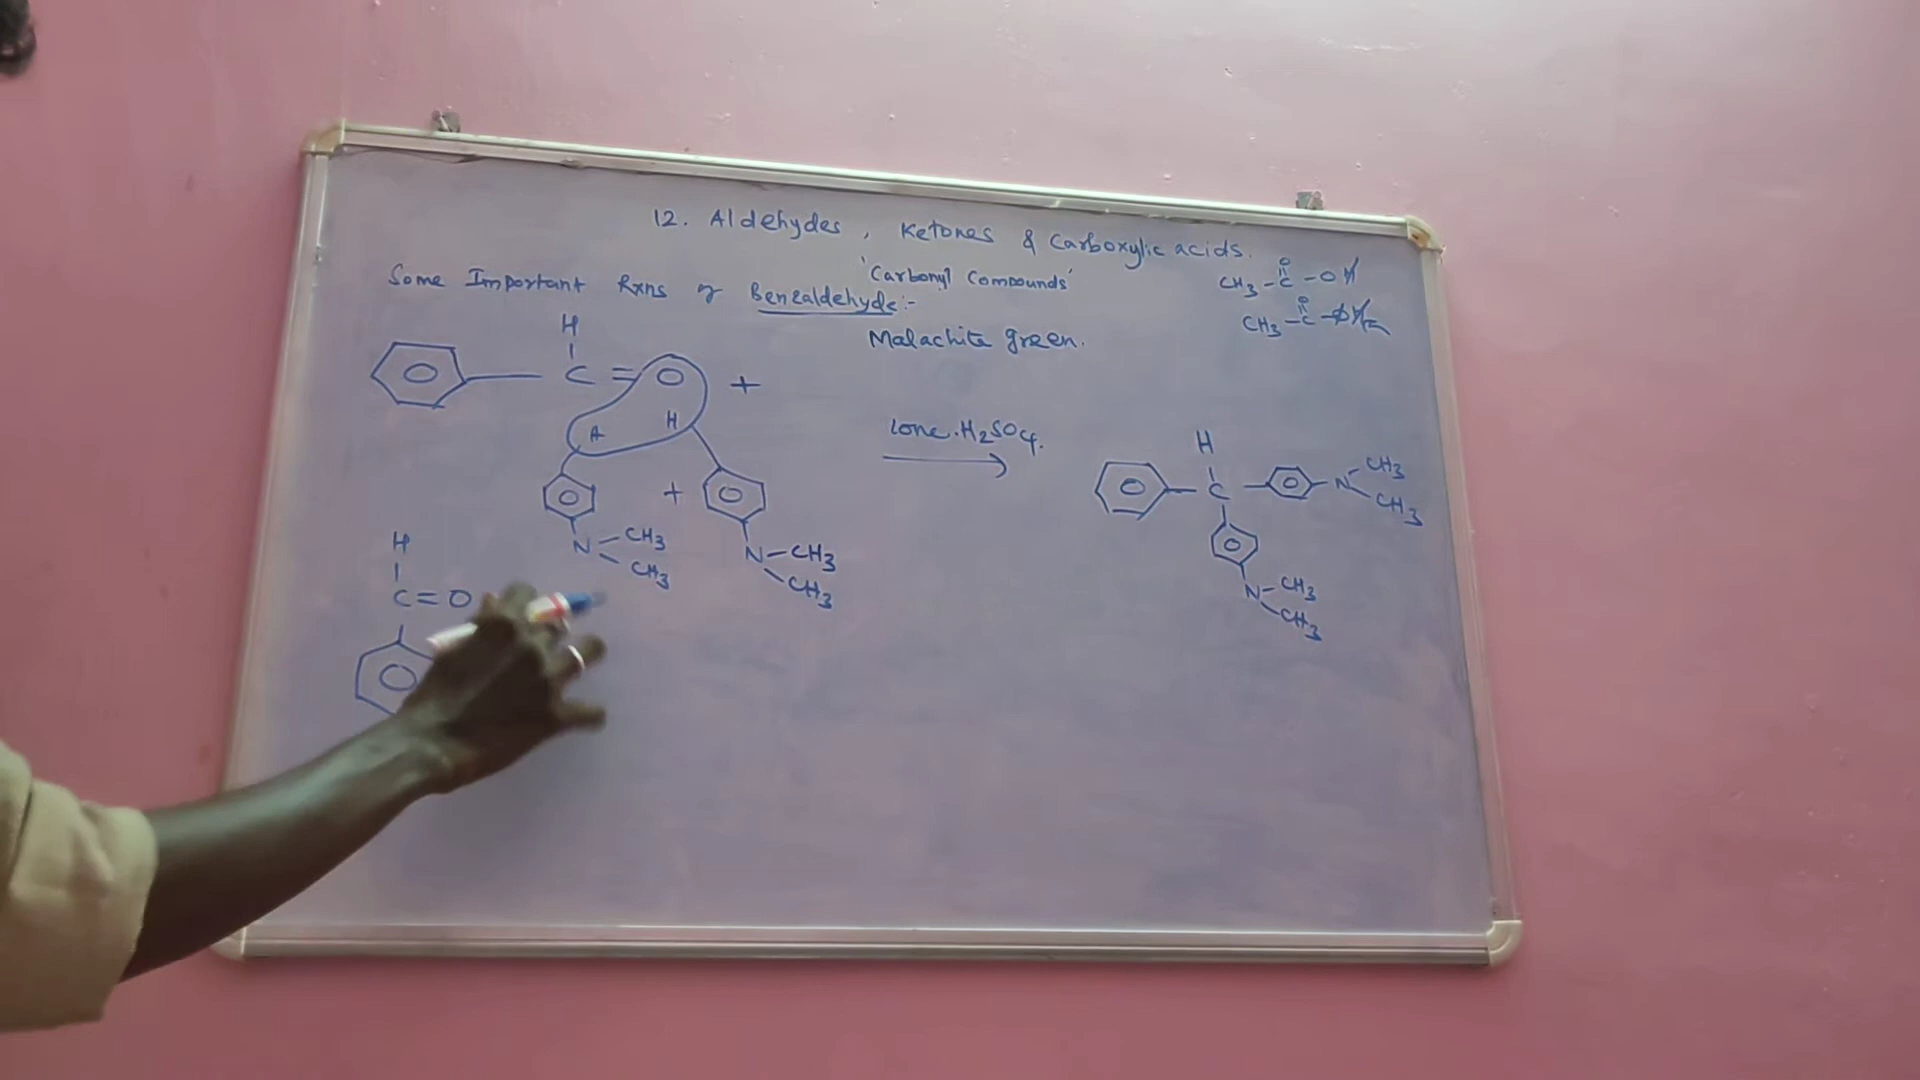 12. Aldehydes, Ketones & Carboxylic acids.
'Carbonyl Compounds'
Some Important Rxns of Benzaldehyde:-
CH3-C-OH
O
CH3-C-
O
Malachite green.
H
C=O +
H H
conc. H2SO4.
+
N-CH3
CH3
N-CH3
CH3
H
C
N-CH3
CH3
N-CH3
CH3
H
C=O